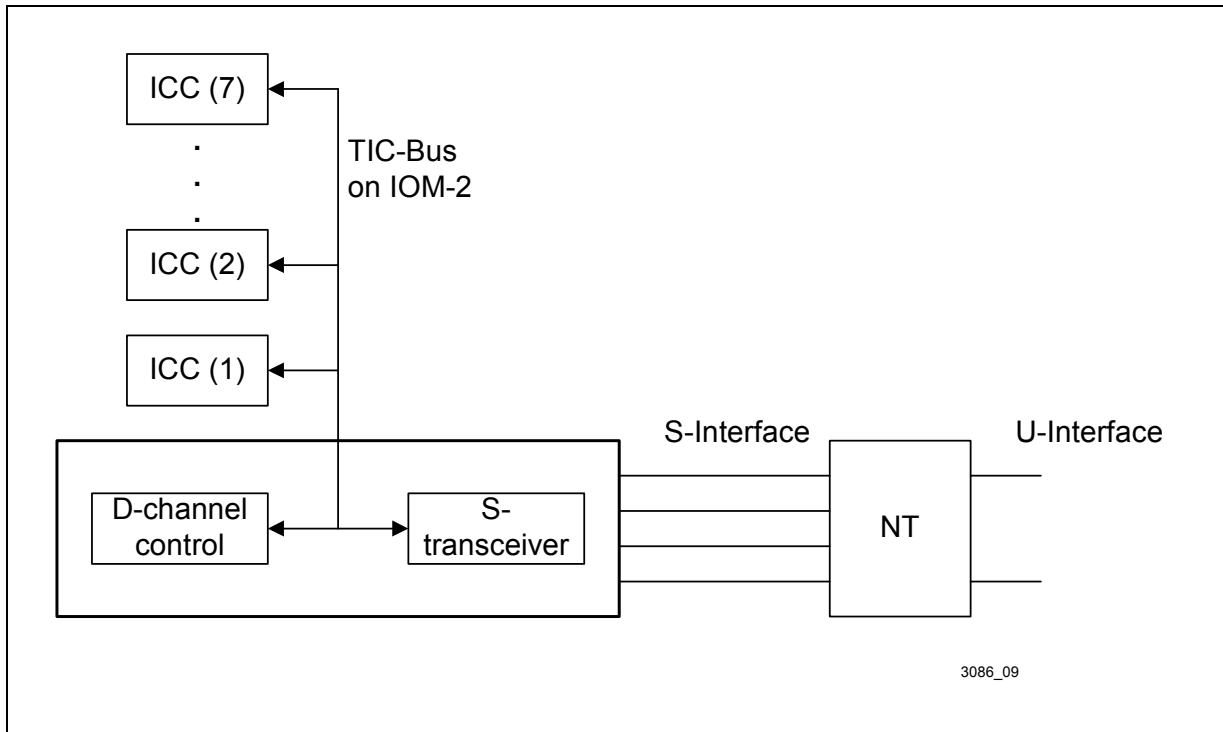 ICC (7)
TIC-Bus
on IOM-2
ICC (2)
ICC (1)
S-Interface
U-Interface
D-channel
control
S-
transceiver
NT
3086_09